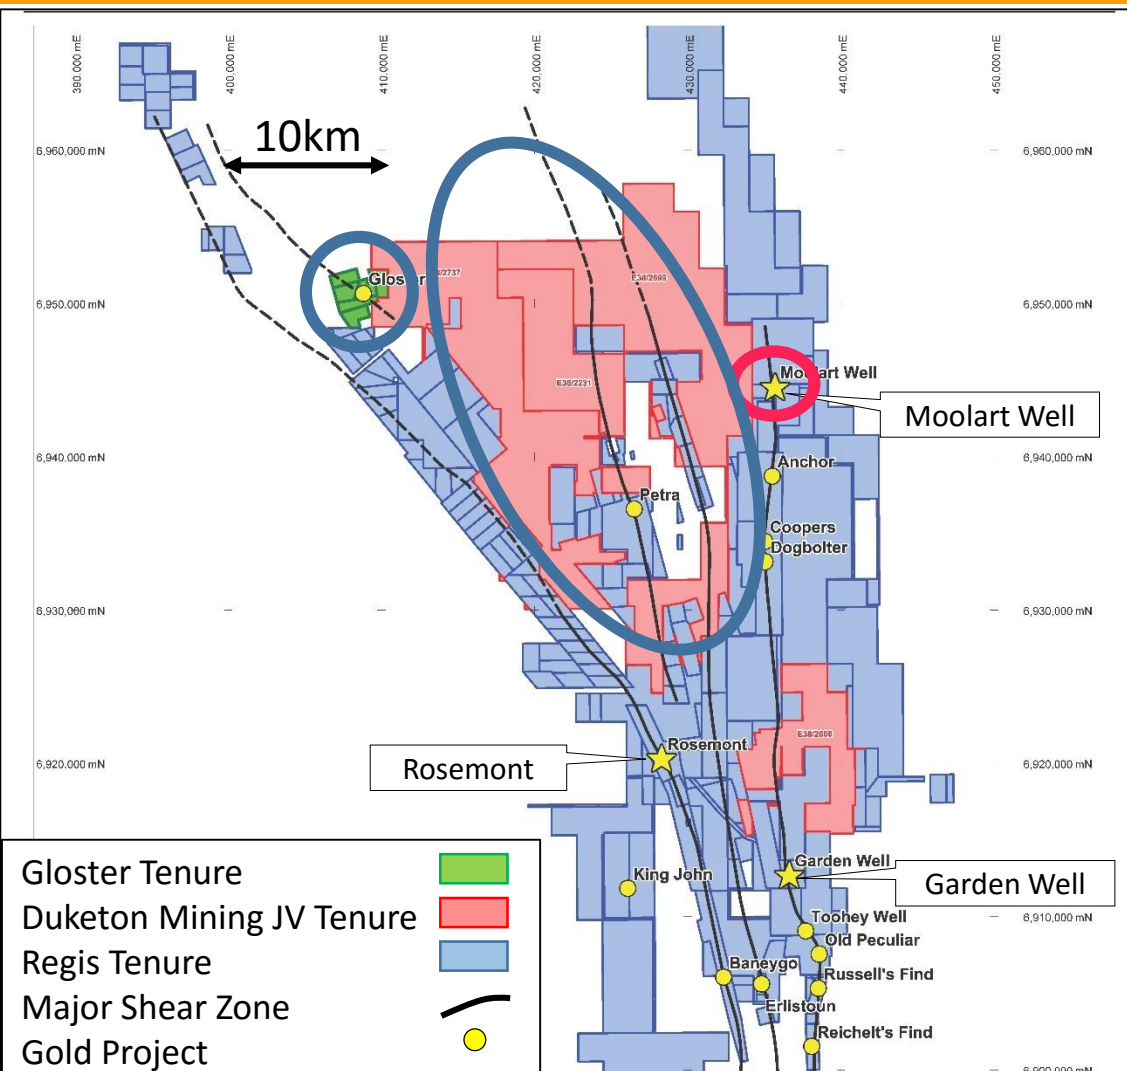 390,000 mE
400,000 mE
410,000 mE
420,000 mE
430,000 mE
440,000 mE
450,000 mE
10km
6,960,000 mN
6,960,000 mN
Gloster
E38/2699
6,950,000 mN
6,950,000 mN
Moolart Well
E38/2231
Moolart Well
6,940,000 mN
Anchor
6,940,000 mN
Petra
Coopers
Dogbolter
6,930,000 mN
6,930,000 mN
Rosemont
Rosemont
6,920,000 mN
6,920,000 mN
Garden Well
Garden Well
King John
Gloster Tenure
Duketon Mining JV Tenure
Regis Tenure
Major Shear Zone
Gold Project
Toohey Well
6,910,000 mN
Old Peculiar
Baneygo
Russell's Find
Erlistoun
Reichelt's Find